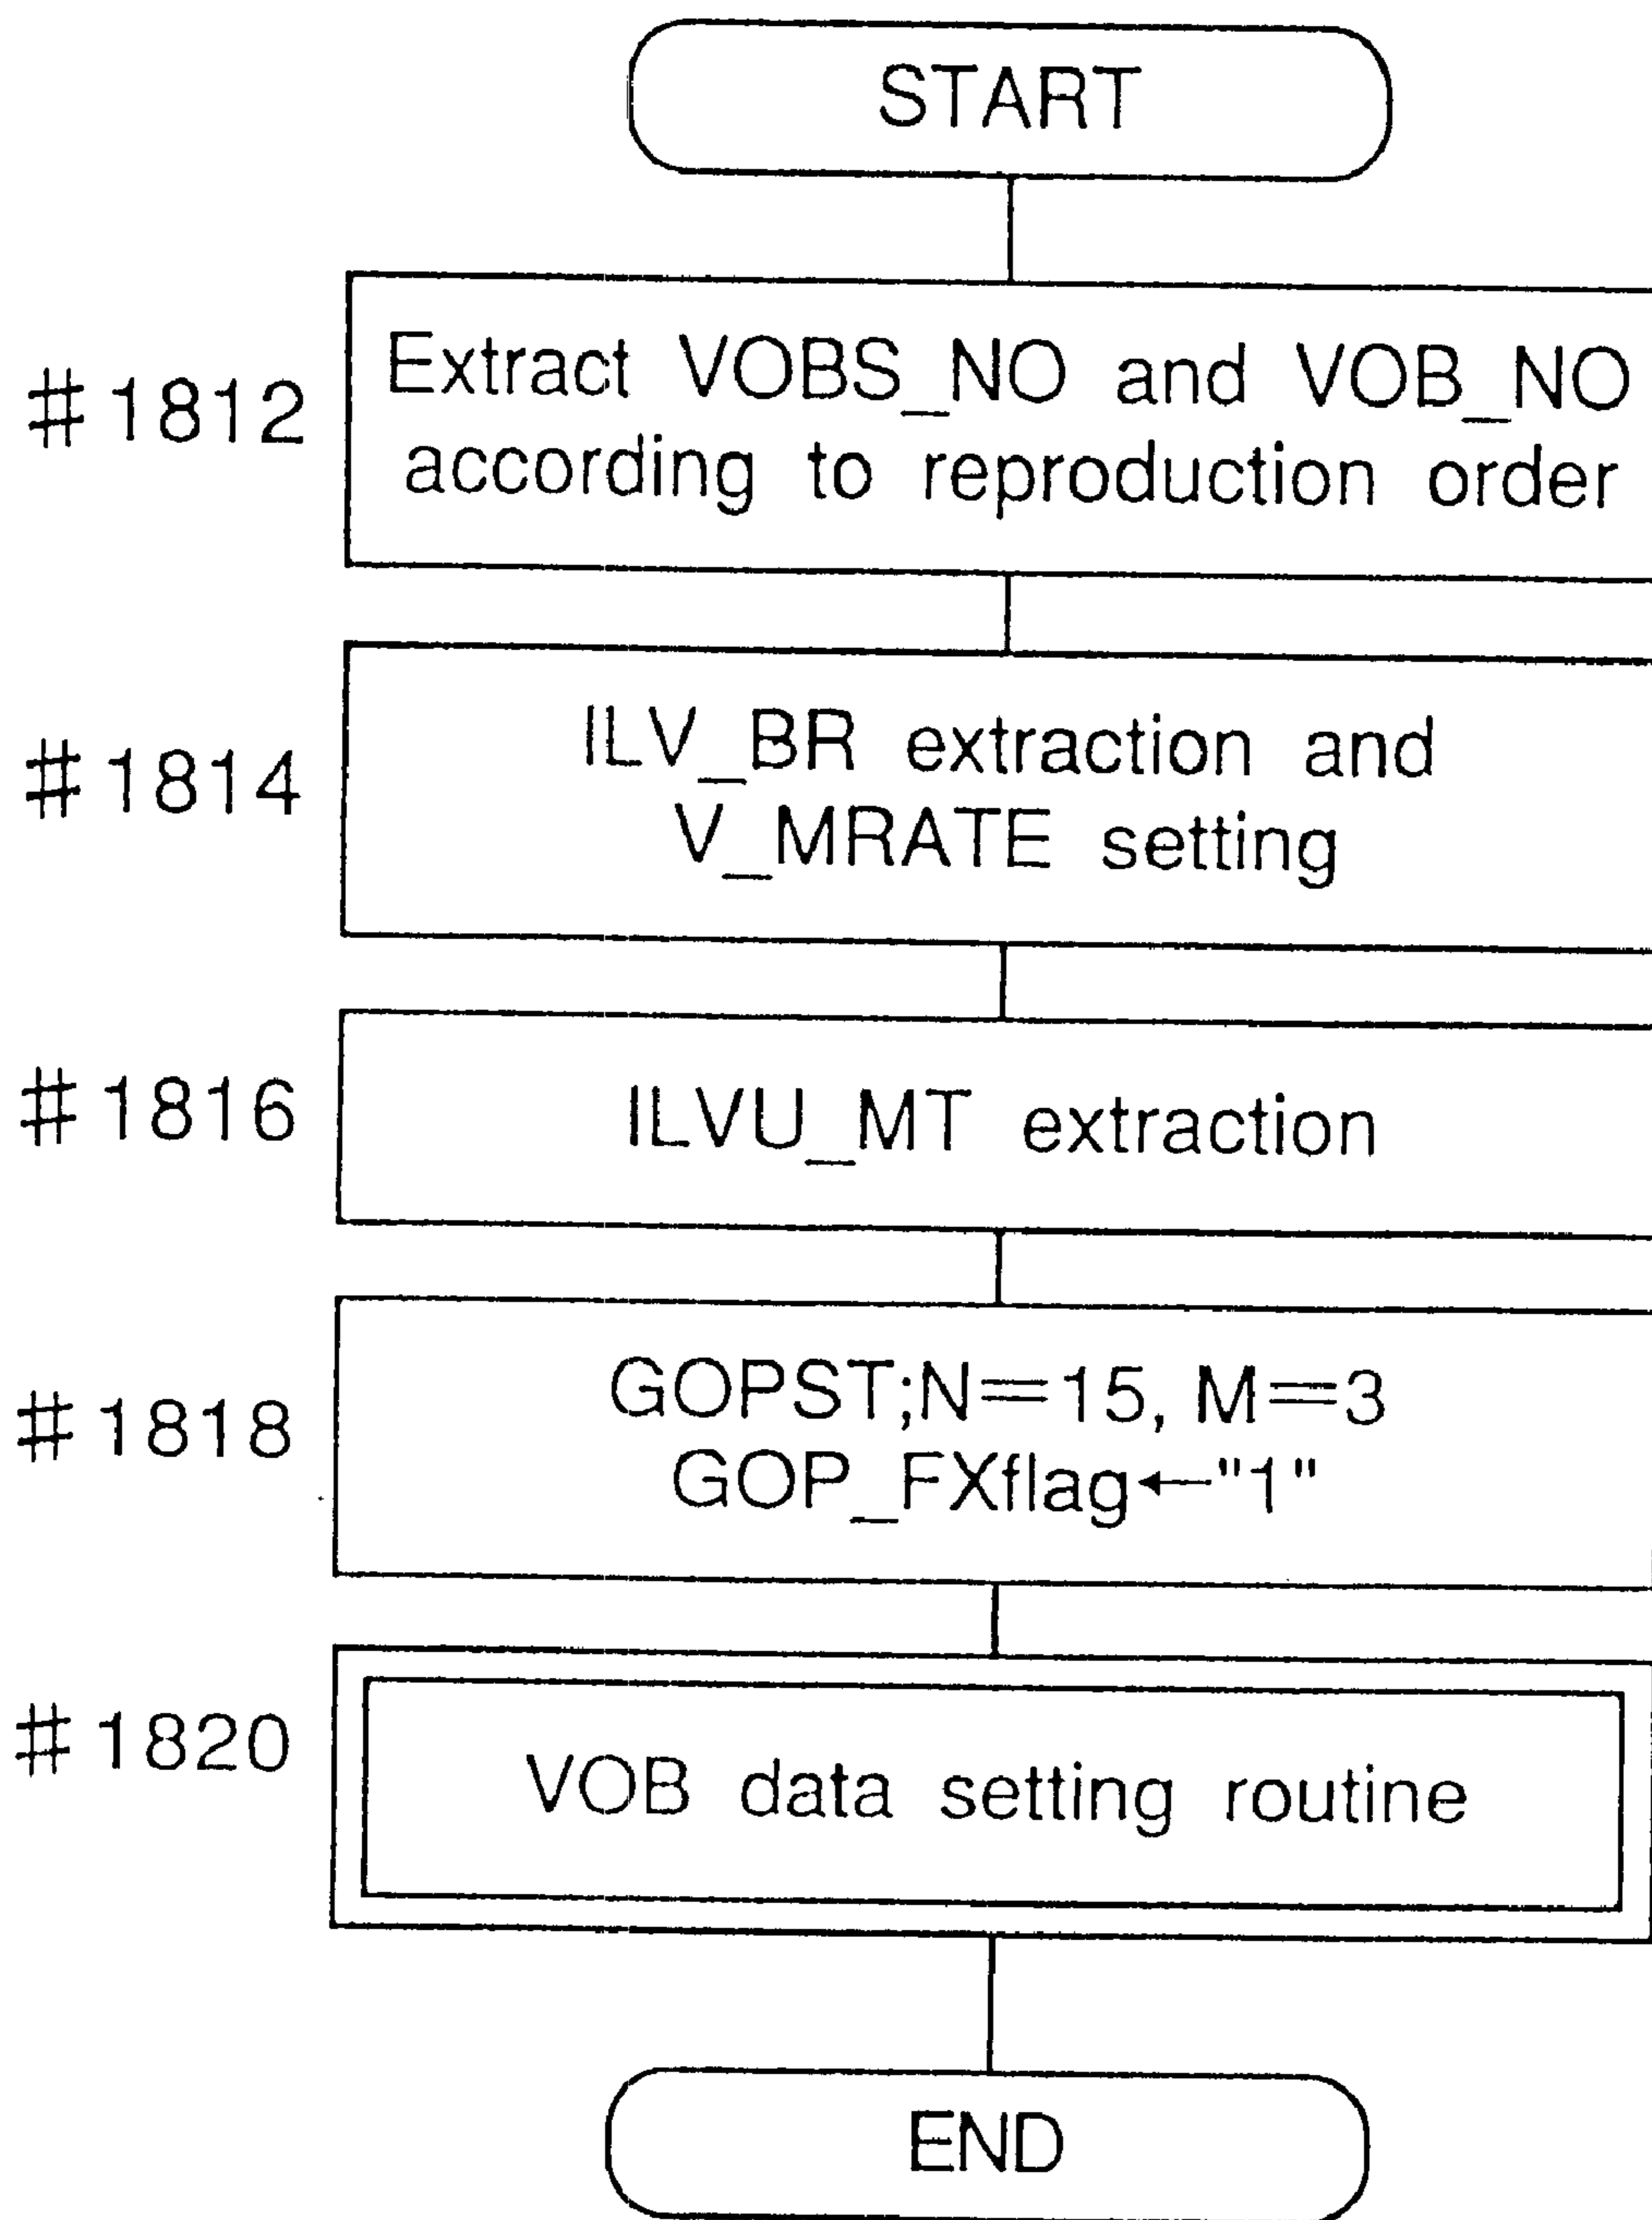 START
#1812
Extract VOBS_NO and VOB_NO
according to reproduction order
#1814
ILV_BR extraction and
V_MRATE setting
#1816
ILVU_MT extraction
#1818
GOPST;N=15, M=3
GOP_FXflag←"1"
#1820
VOB data setting routine
END